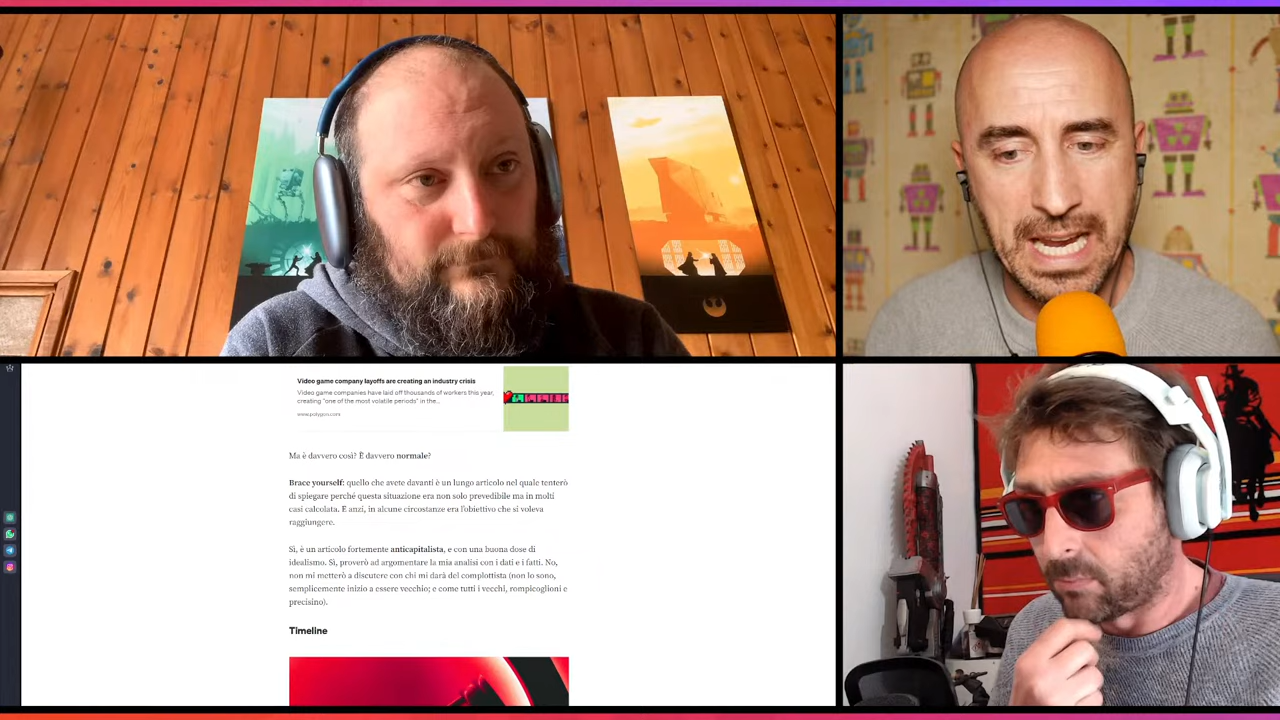 Video game company layoffs are creating an industry crisis
Video game companies have laid off thousands of workers this year,
creating "one of the most volatile periods" in the...
www.polygon.com
Ma è davvero così? È davvero normale?
Brace yourself: quello che avete davanti è un lungo articolo nel quale tenterò
di spiegare perché questa situazione era non solo prevedibile ma in molti
casi calcolata. E anzi, in alcune circostanze era l'obiettivo che si voleva
raggiungere.
Sì, è un articolo fortemente anticapitalista, e con una buona dose di
idealismo. Sì, proverò ad argomentare la mia analisi con i dati e i fatti. No,
non mi metterò a discutere con chi mi darà del complottista (non lo sono,
semplicemente inizio a essere vecchio; e come tutti i vecchi, rompicoglioni e
precisino).
Timeline